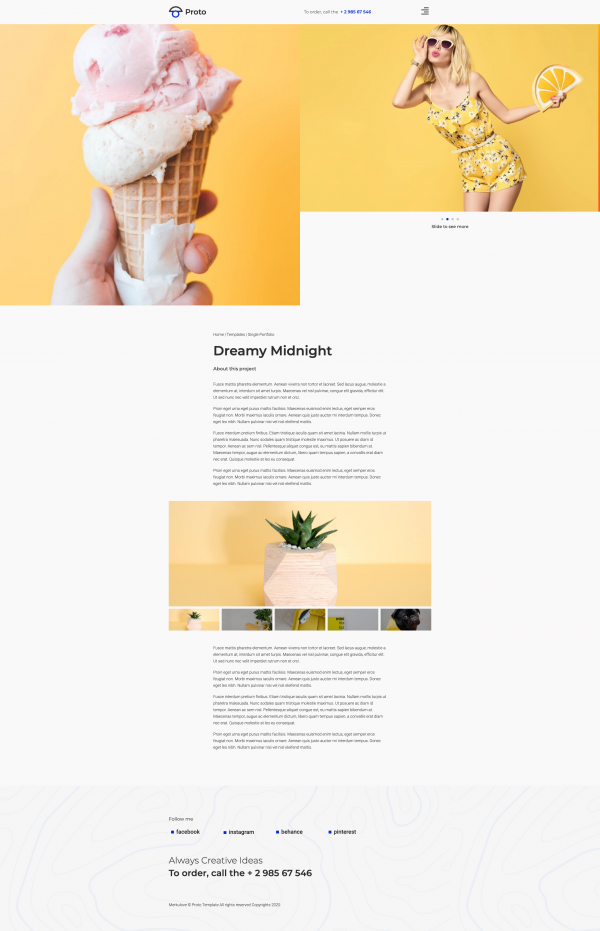 Proto
To order, call the + 2 985 67 546
Slide to see more
Home | Templates | Single Portfolio
Dreamy Midnight
About this project
Fusce mattis pharetra elementum. Aenean viverra non tortor et laoreet. Sed lacus augue, molestie a
elementum at, interdum sit amet turpis. Maecenas vel nisl pulvinar, congue elit gravida, efficitur elit.
Ut sed nunc nec velit imperdiet rutrum non et orci.
Proin eget urna eget purus mattis facilisis. Maecenas euismod enim lectus, eget semper eros
feugiat non. Morbi maximus iaculis ornare. Aenean quis justo auctor mi interdum tempus. Donec
eget leo nibh. Nullam pulvinar nisi vel nisl eleifend mattis.
Fusce interdum pretium finibus. Etiam tristique iaculis quam sit amet lacinia. Nullam mollis turpis at
pharetra malesuada. Nunc sodales quam tristique molestie maximus. Ut posuere ac diam id
tempor. Aenean ac sem nisl. Pellentesque aliquet congue est, eu mattis sapien bibendum ut
Maecenas tempor, augue ac elementum dictum, libero quam tempus sapien, a convallis erat diam
nec erat. Quisque molestie et leo eu consequat.
Proin eget urna eget purus mattis facilisis. Maecenas euismod enim lectus, eget semper eros
feugiat non. Morbi maximus iaculis ornare. Aenean quis justo auctor mi interdum tempus. Donec
eget leo nibh. Nullam pulvinar nisi vel nisl eleifend mattis.
Fusce mattis pharetra elementum. Aenean viverra non tortor et laoreet. Sed lacus augue, molestie a
elementum at, interdum sit amet turpis. Maecenas vel nisl pulvinar, congue elit gravida, efficitur elit.
Ut sed nunc nec velit imperdiet rutrum non et orci.
Proin eget urna eget purus mattis facilisis. Maecenas euismod enim lectus, eget semper eros
feugiat non. Morbi maximus iaculis ornare. Aenean quis justo auctor mi interdum tempus. Donec
eget leo nibh. Nullam pulvinar nisi vel nisl eleifend mattis.
Fusce interdum pretium finibus. Etiam tristique iaculis quam sit amet lacinia. Nullam mollis turpis at
pharetra malesuada. Nunc sodales quam tristique molestie maximus. Ut posuere ac diam id
tempor. Aenean ac sem nisl. Pellentesque aliquet congue est, eu mattis sapien bibendum ut
Maecenas tempor, augue ac elementum dictum, libero quam tempus sapien, a convallis erat diam
nec erat. Quisque molestie et leo eu consequat.
Proin eget urna eget purus mattis facilisis. Maecenas euismod enim lectus, eget semper eros
feugiat non. Morbi maximus iaculis ornare. Aenean quis justo auctor mi interdum tempus. Donec
eget leo nibh. Nullam pulvinar nisi vel nisl eleifend mattis.
Follow me
facebook instagram behance pinterest
Always Creative Ideas
To order, call the + 2 985 67 546
Merkulove © Proto Template All rights reserved Copyrights 2020